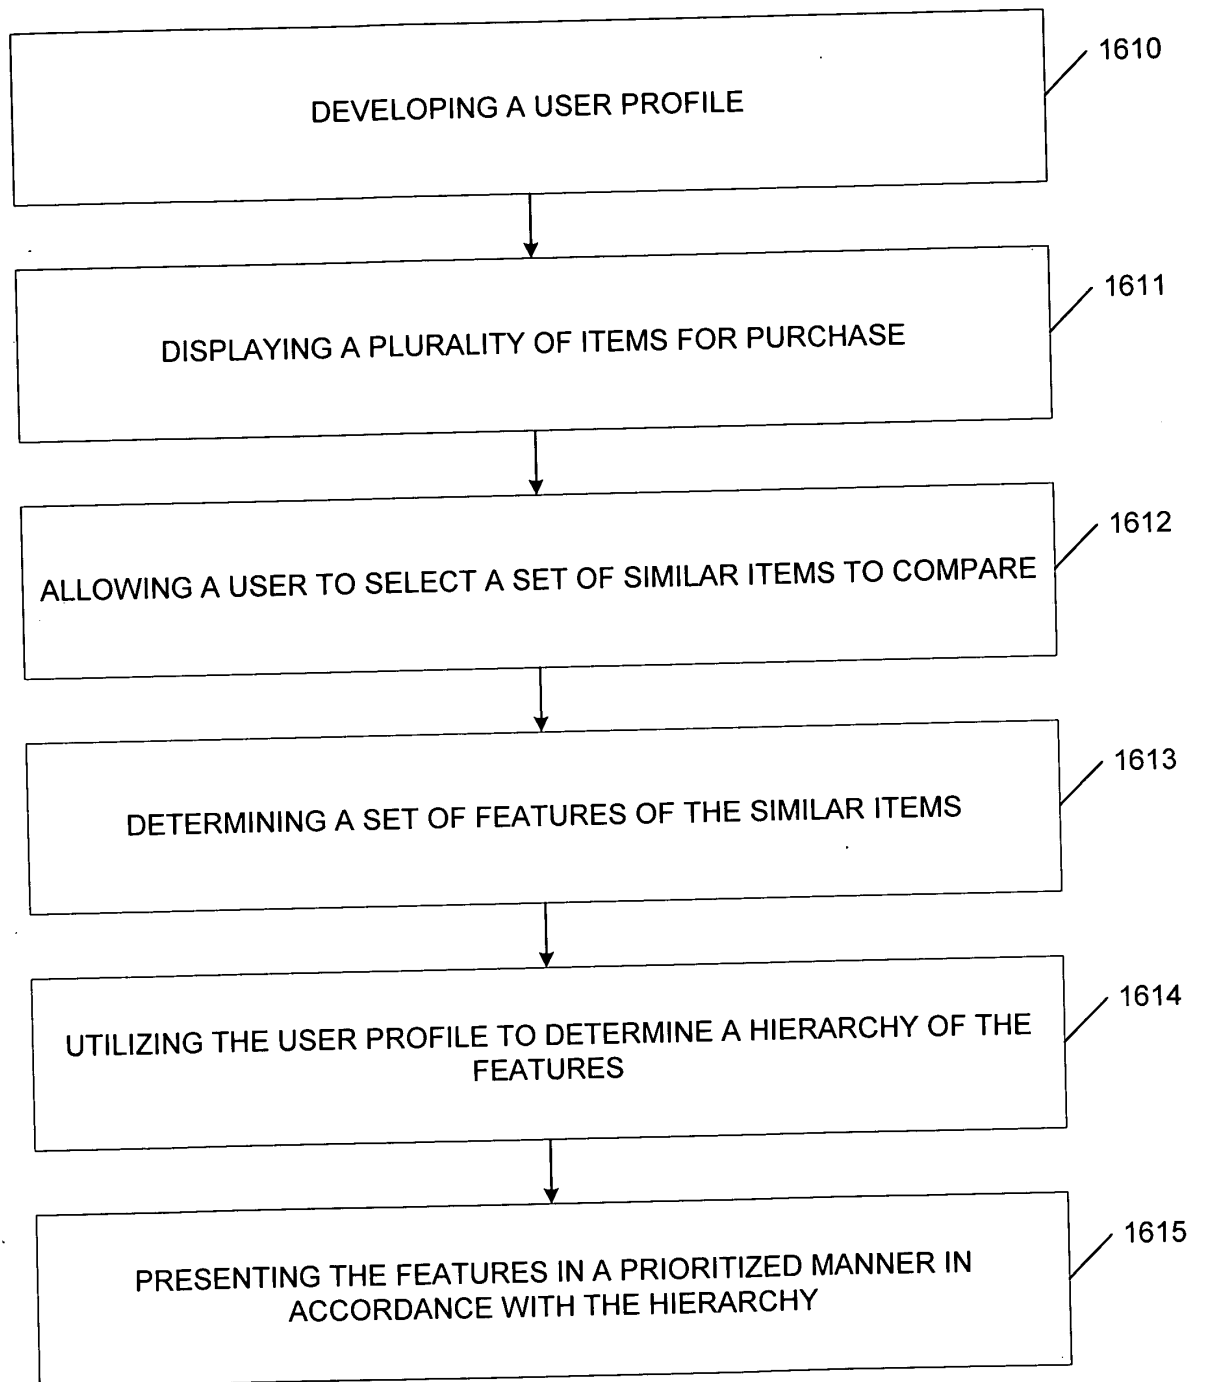 1610
DEVELOPING A USER PROFILE
1611
DISPLAYING A PLURALITY OF ITEMS FOR PURCHASE
1612
ALLOWING A USER TO SELECT A SET OF SIMILAR ITEMS TO COMPARE
1613
DETERMINING A SET OF FEATURES OF THE SIMILAR ITEMS
1614
UTILIZING THE USER PROFILE TO DETERMINE A HIERARCHY OF THE
FEATURES
1615
PRESENTING THE FEATURES IN A PRIORITIZED MANNER IN
ACCORDANCE WITH THE HIERARCHY